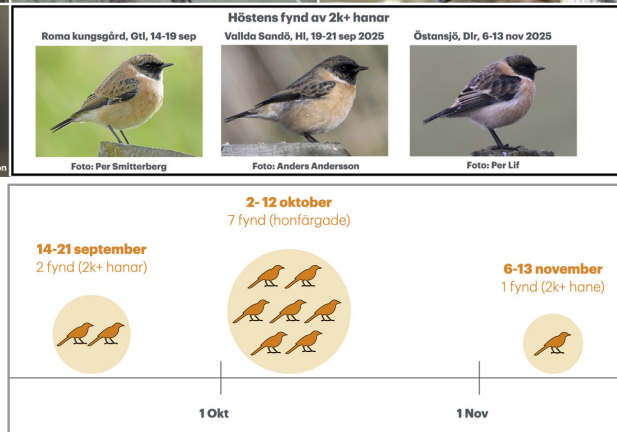 Höstens fynd av 2k+ hanar
Roma kungsgård, Gtl, 14-19 sep
Vallda Sandö, Hl, 19-21 sep 2025
Östansjö, Dlr, 6-13 nov 2025
on
Foto: Per Smitterberg
Foto: Anders Andersson
Foto: Per Lif
2- 12 oktober
7 fynd (honfärgade)
14-21 september
2 fynd (2k+ hanar)
6-13 november
1 fynd (2k+ hane)
1 Okt
1 Nov